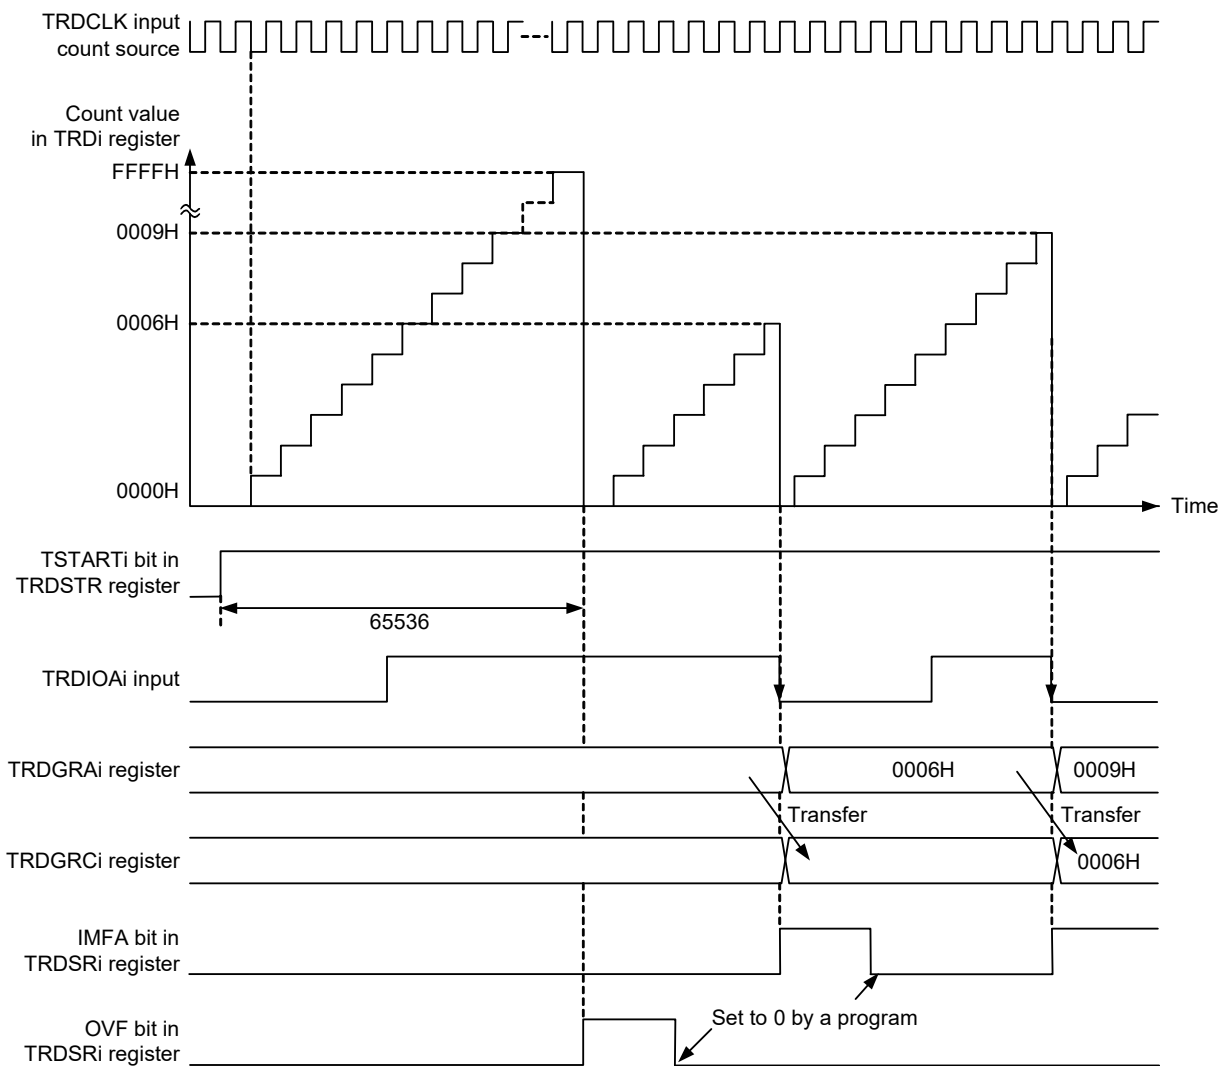 TRDCLK input
count source
Count value
in TRDi register
FFFFH
0009H
0006H
0000H
Time
TSTARTi bit in
TRDSTR register
65536
TRDIOAi input
TRDGRAi register
0006H
0009H
Transfer
Transfer
TRDGRCi register
0006H
IMFA bit in
TRDSRi register
Set to 0 by a program
OVF bit in
TRDSRi register